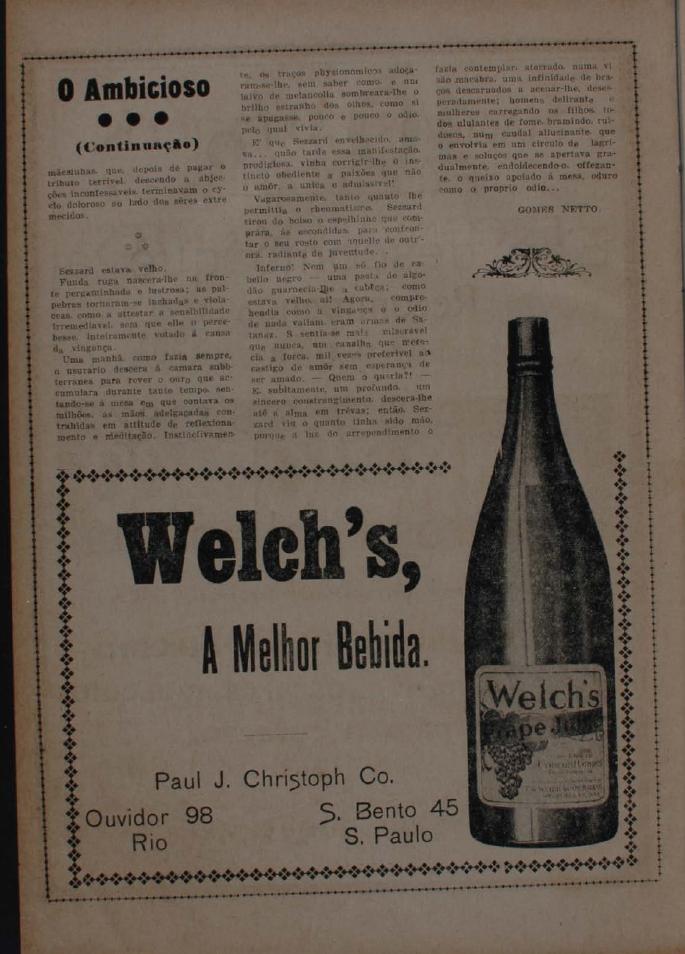 O Ambicioso
(Continuação)
mãesinhas, que, depois de pagar o
tributo terrivel, descendo a abjec-
ções inconfessaveis, terminavam o cy-
clo doloroso ao lado dos sêres extre
mecidos.
Sezzard estava velho.
Funda ruga nascera-lhe na fron-
te pergaminhada e lustrosa; as pal-
pebras tornaram-se inchadas e viola-
ceas, como a attestar a sensibilidade
irremediavel, sem que elle o perce-
besse, inteiramente votado á causa
da vingança.
Uma manhã, como fazia sempre,
o usurario descera á camara subb-
terranea para rever o ouro que ac-
cumulara durante tanto tempo, sen-
tando-se á mesa em que contava os
milhões, as mãos adelgaçadas con-
trahidas em attitude de reflexiona-
mento e meditação. Instinctivamen-
te, os traços physionomicos adoça-
ram-se-lhe, sem saber como, e um
laivo de melancolia sombreara-lhe o
brilho estranho dos olhos, como si
se apagasse, pouco e pouco o odio,
pelo qual vivia.
E' que Sezzard envelhecido, ama-
va... quão tarde essa manifestação,
prodigiosa, vinha corrigir-lhe o ins-
tincto obediente a paixões que não
o amôr, a unica e admissivel!
Vagarosamente, tanto quanto lhe
permittia o rheumatismo, Sezzard
tirou do bolso o espelhinho que com-
prára, ás escondidas, para confron-
tar o seu rosto com aquelle de outr'-
ora, radiante de juventude...
Inferno! Nem um só fio de ca-
bello negro — uma pasta de algo-
dão guarnecia-lhe a cabêça; como
estava velho, ai! Agora, compre-
hendia como a vingança e o odio
de nada valiam, eram armas de Sa-
tanaz. E sentia-se mais miseravel
que nunca, um canalha que mere-
cia a forca, mil vezes preferivel ao
castigo de amôr sem esperança de
ser amado. — Quem o queria?! —
E, subitamente, um profundo, um
sincero constrangimento, descera-lhe
até a alma em trévas; então, Sez-
zard viu o quanto tinha sido máo,
porque a luz do arrependimento o
fazia contemplar, aterrado, numa vi
são macabra, uma infinidade de bra-
ços descarnados a acenar-lhe, deses-
peradamente; homens delirante e
mulheres carregando os filhos, to-
dos ululantes de fome, bramindo, rui-
dosos, num caudal allucinante, que
o envolvia em um circulo de lagri-
mas e soluços que se apertava gra-
dualmente, endoidecendo-o, offegan-
te, o queixo apoiado á mesa, oduro
como o proprio odio...
GOMES NETTO.
Welch's,
A Melhor Bebida.
Welch's
Grape Juice
Concord Grapes
Paul J. Christoph Co.
Ouvidor 98
Rio
S. Bento 45
S. Paulo